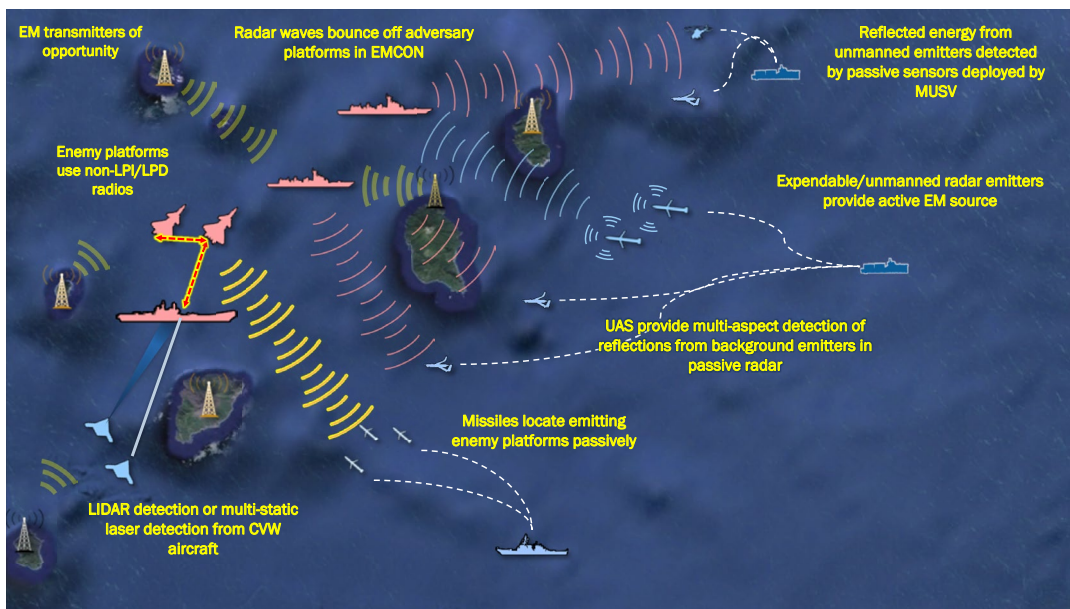 EM transmitters of
opportunity
Radar waves bounce off adversary
platforms in EMCON
Reflected energy from
unmanned emitters detected
by passive sensors deployed by
MUSV
Enemy platforms
use non-LPI/LPD
radios
Expendable/unmanned radar emitters
provide active EM source
UAS provide multi-aspect detection of
reflections from background emitters in
passive radar
Missiles locate emitting
enemy platforms passively
LIDAR detection or multi-static
laser detection from CVW
aircraft